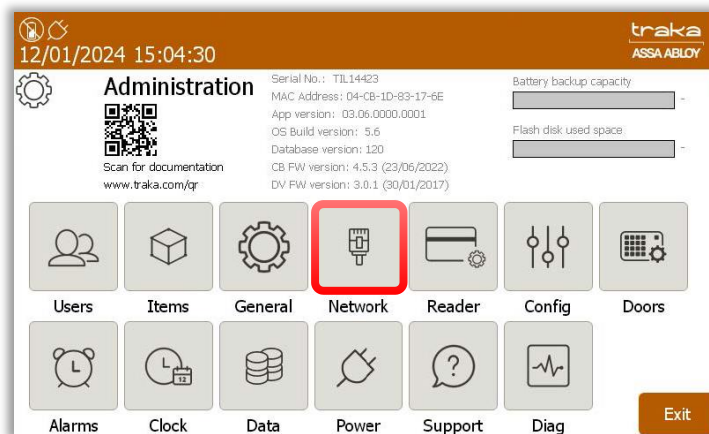 12/01/2024 15:04:30
traka
ASSA ABLOY
Administration
Scan for documentation
www.traka.com/qr
Serial No.: TIL14423
MAC Address: 04-CB-1D-83-17-6E
App version: 03.06.0000.0001
OS Build version: 5.6
Database version: 120
CB FW version: 4.5.3 (23/06/2022)
DV FW version: 3.0.1 (30/01/2017)
Battery backup capacity
-
Flash disk used space
-
Users Items General Network Reader Config Doors
12
Alarms Clock Data Power Support Diag
Exit